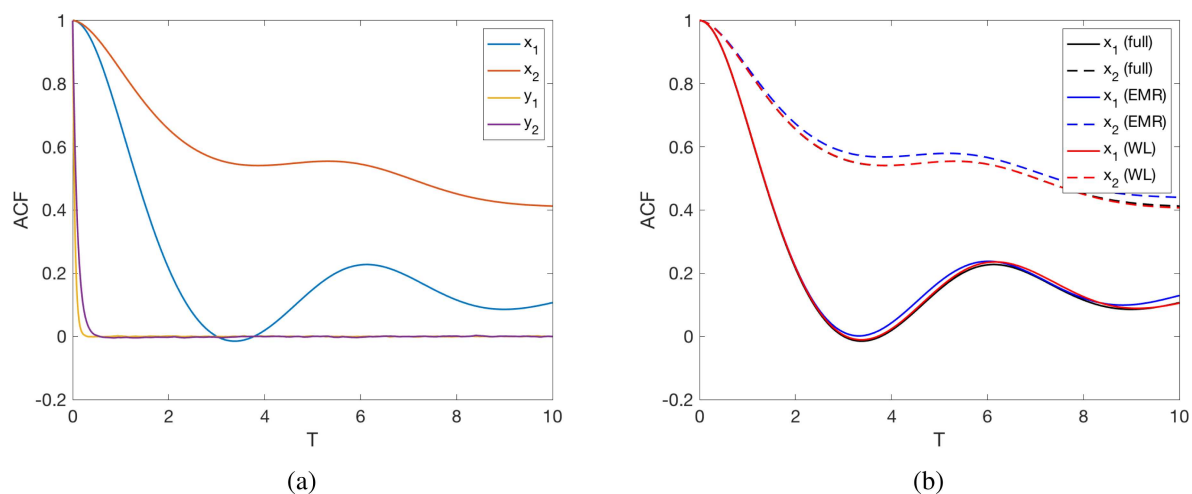 1
0.8
0.6
0.4
0.2
0
-0.2
ACF
0 2 4 6 8 10
T
x1
x2
y1
y2
(a)
1
0.8
0.6
0.4
0.2
0
-0.2
ACF
0 2 4 6 8 10
T
x1 (full)
x2 (full)
x1 (EMR)
x2 (EMR)
x1 (WL)
x2 (WL)
(b)